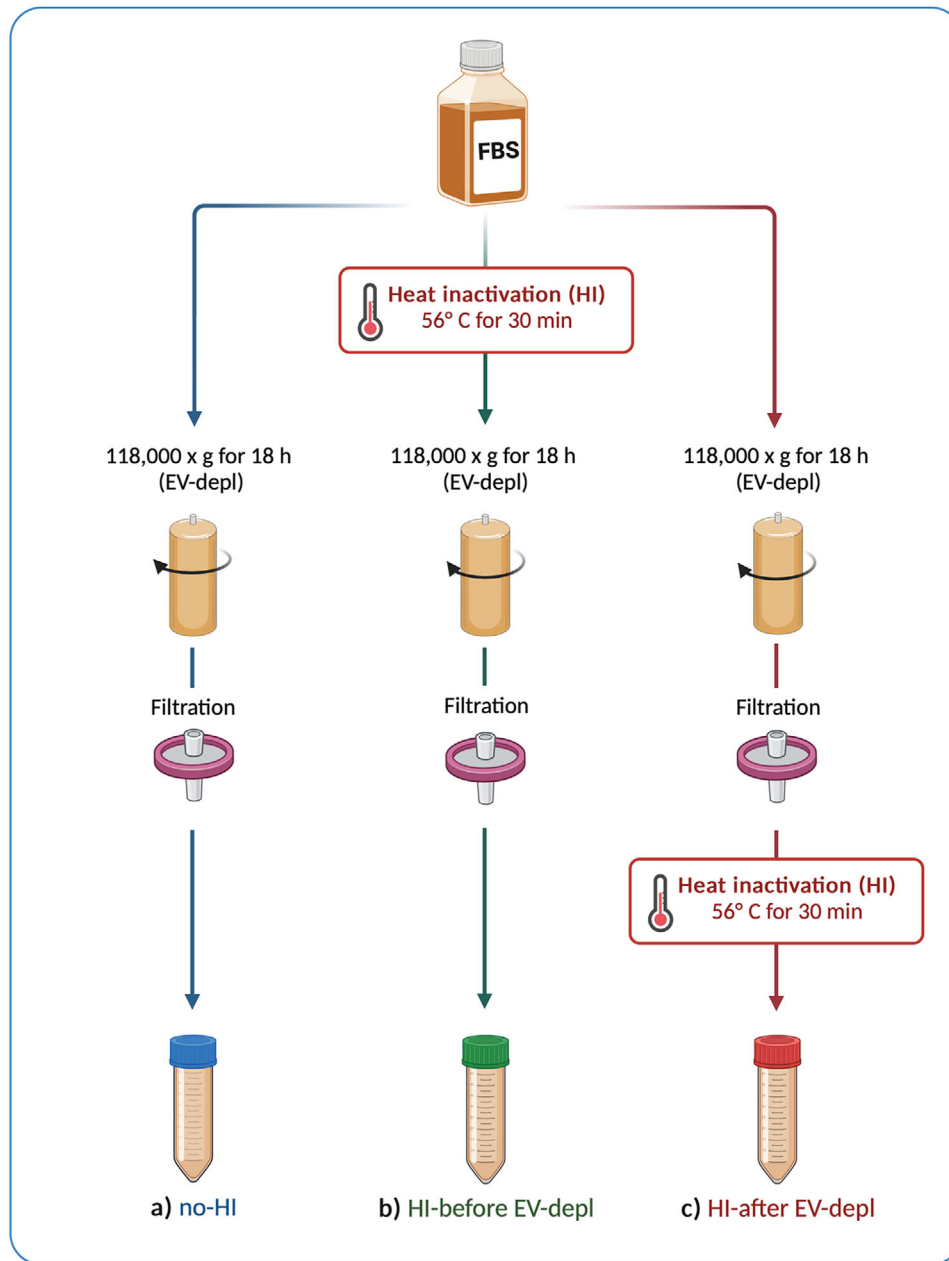 FBS
Heat inactivation (HI)
56° C for 30 min
118,000 x g for 18 h
(EV-depl)
118,000 x g for 18 h
(EV-depl)
118,000 x g for 18 h
(EV-depl)
Filtration
Filtration
Filtration
Heat inactivation (HI)
56° C for 30 min
a) no-HI
b) HI-before EV-depl
c) HI-after EV-depl